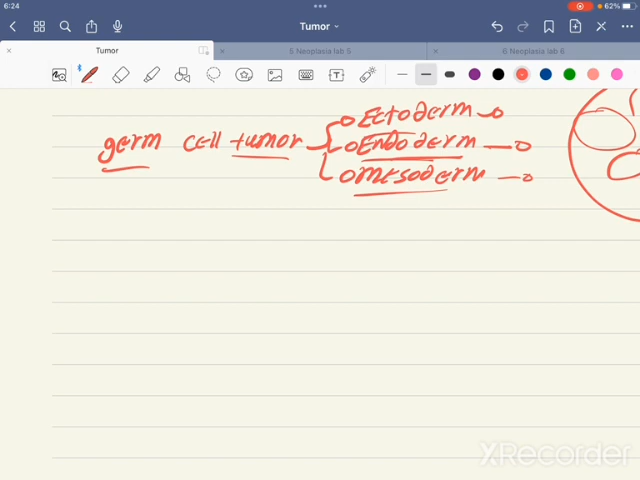 6:24
62%
Tumor
Tumor
5 Neoplasia lab 5
6 Neoplasia lab 6
Ectoderm
germ cell tumor Endoderm
Mesoderm
XRecorder